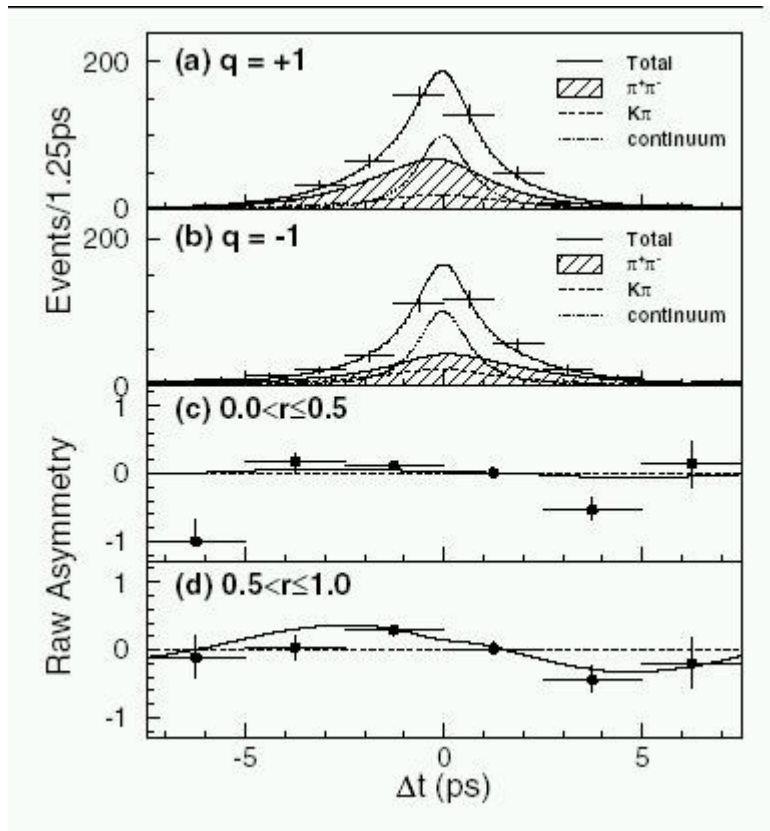 (a) q = +1
Total
π⁺π⁻
Kπ
continuum
200
0
(b) q = -1
Total
π⁺π⁻
Kπ
continuum
200
0
Events/1.25ps
(c) 0.0<r≤0.5
1
0
-1
(d) 0.5<r≤1.0
1
0
-1
Raw Asymmetry
-5
0
5
Δt (ps)